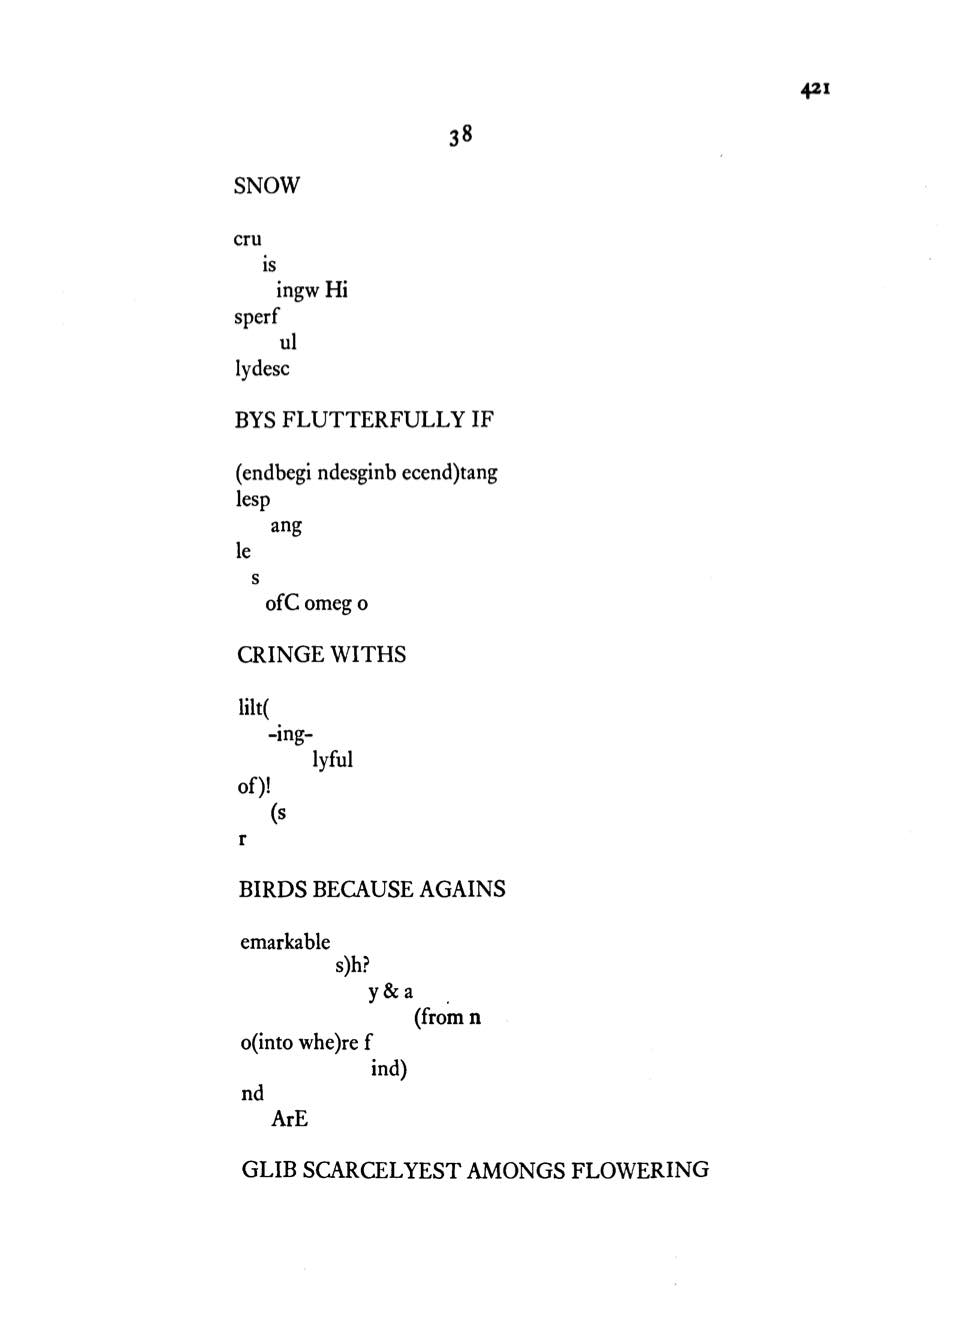 421
38
SNOW
cru
is
ingw Hi
sperf
ul
lydesc
BYS FLUTTERFULLY IF
(endbegi ndesginb ecend)tang
lesp
ang
le
s
ofC omeg o
CRINGE WITHS
lilt(
-ing-
lyful
of)!
(s
r
BIRDS BECAUSE AGAINS
emarkable
s)h?
y & a
(from n
o(into whe)re f
ind)
nd
ArE
GLIB SCARCELYEST AMONGS FLOWERING